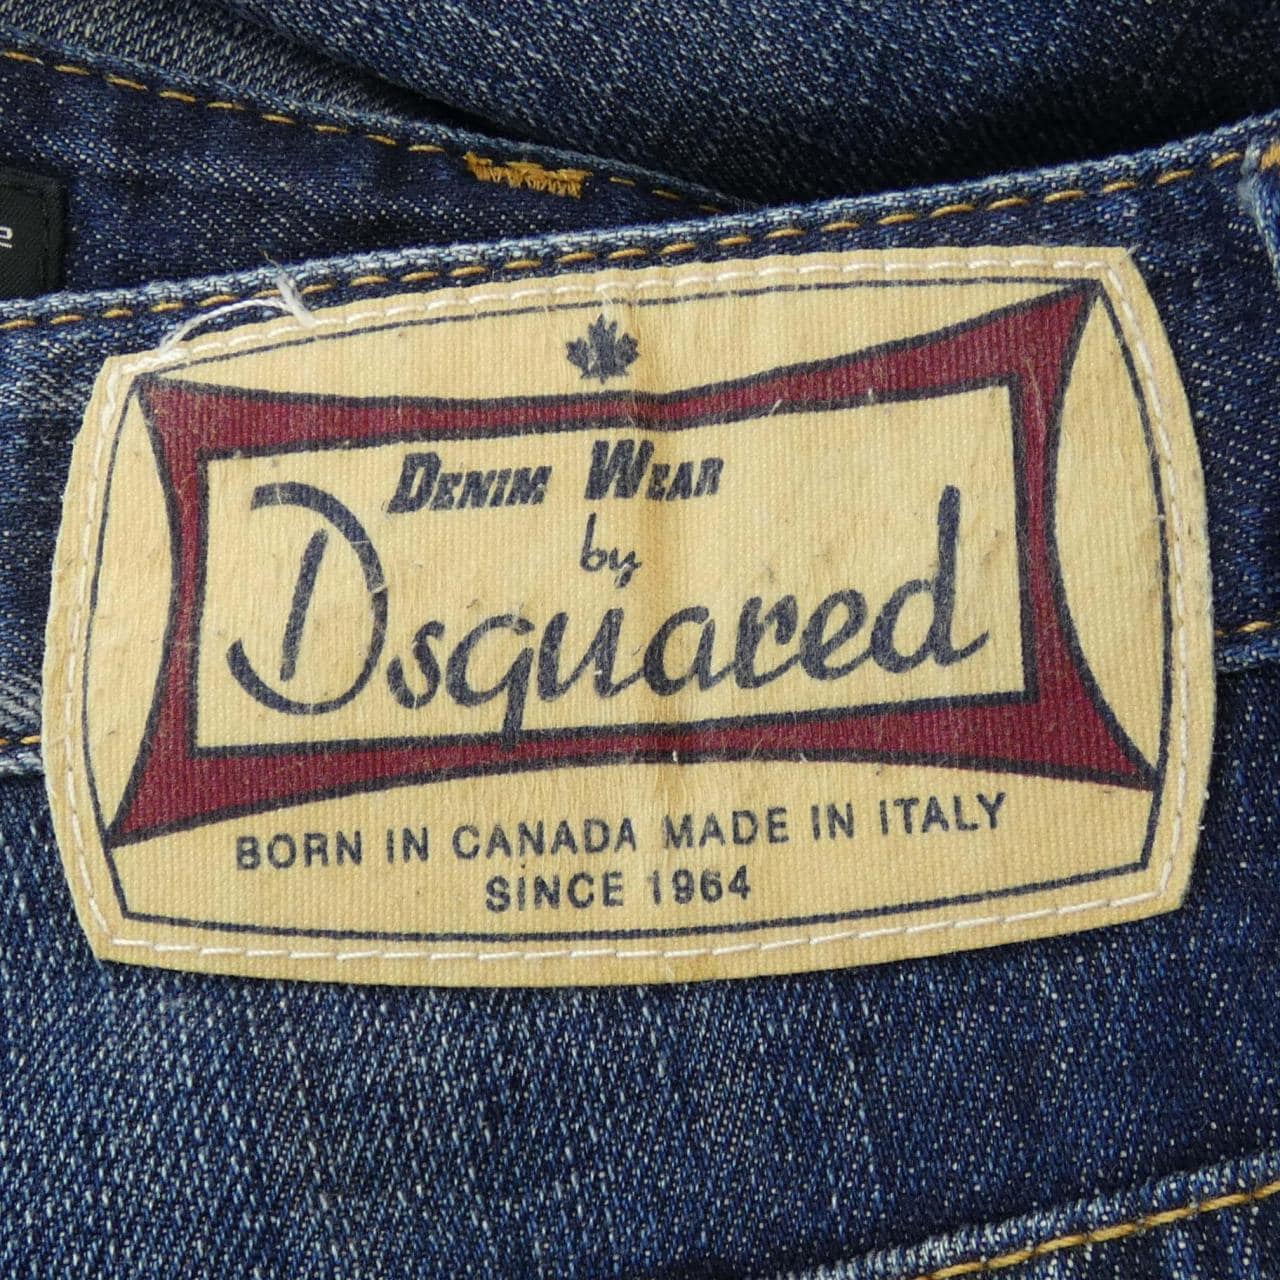 DENIM WEAR
by
Dsquared
BORN IN CANADA MADE IN ITALY
SINCE 1964